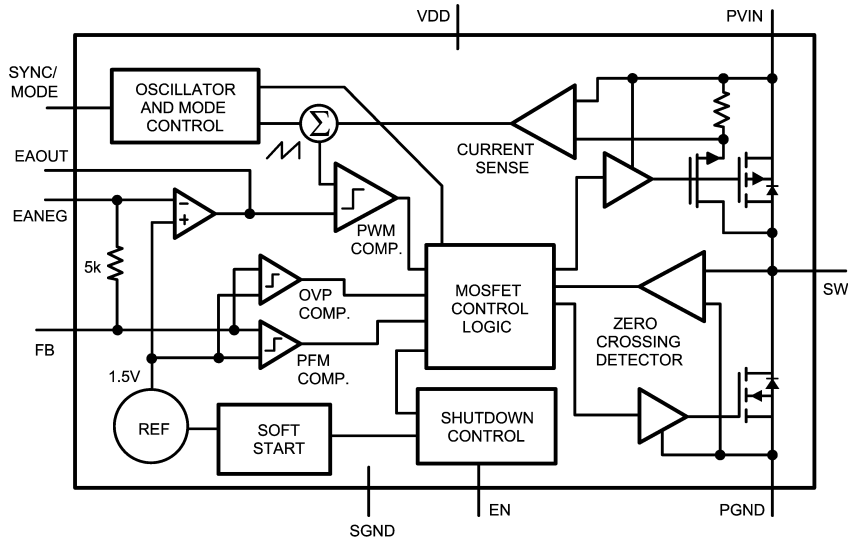 VDD
PVIN
SYNC/
MODE
OSCILLATOR
AND MODE
CONTROL
Σ
CURRENT
SENSE
EAOUT
EANEG
−
+
PWM
COMP.
5k
OVP
COMP.
MOSFET
CONTROL
LOGIC
SW
ZERO
CROSSING
DETECTOR
FB
PFM
COMP.
1.5V
REF
SOFT
START
SHUTDOWN
CONTROL
SGND
EN
PGND